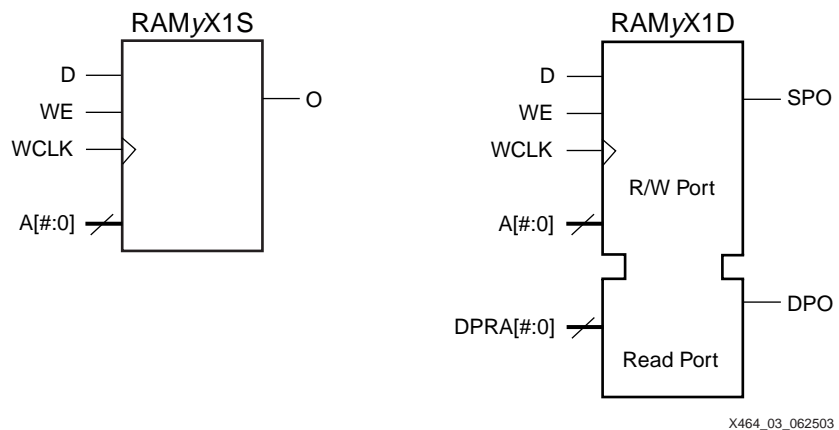 RAMyX1S
D
WE
WCLK
A[#:0]
O
RAMyX1D
D
WE
WCLK
A[#:0]
DPRA[#:0]
R/W Port
Read Port
SPO
DPO
X464_03_062503